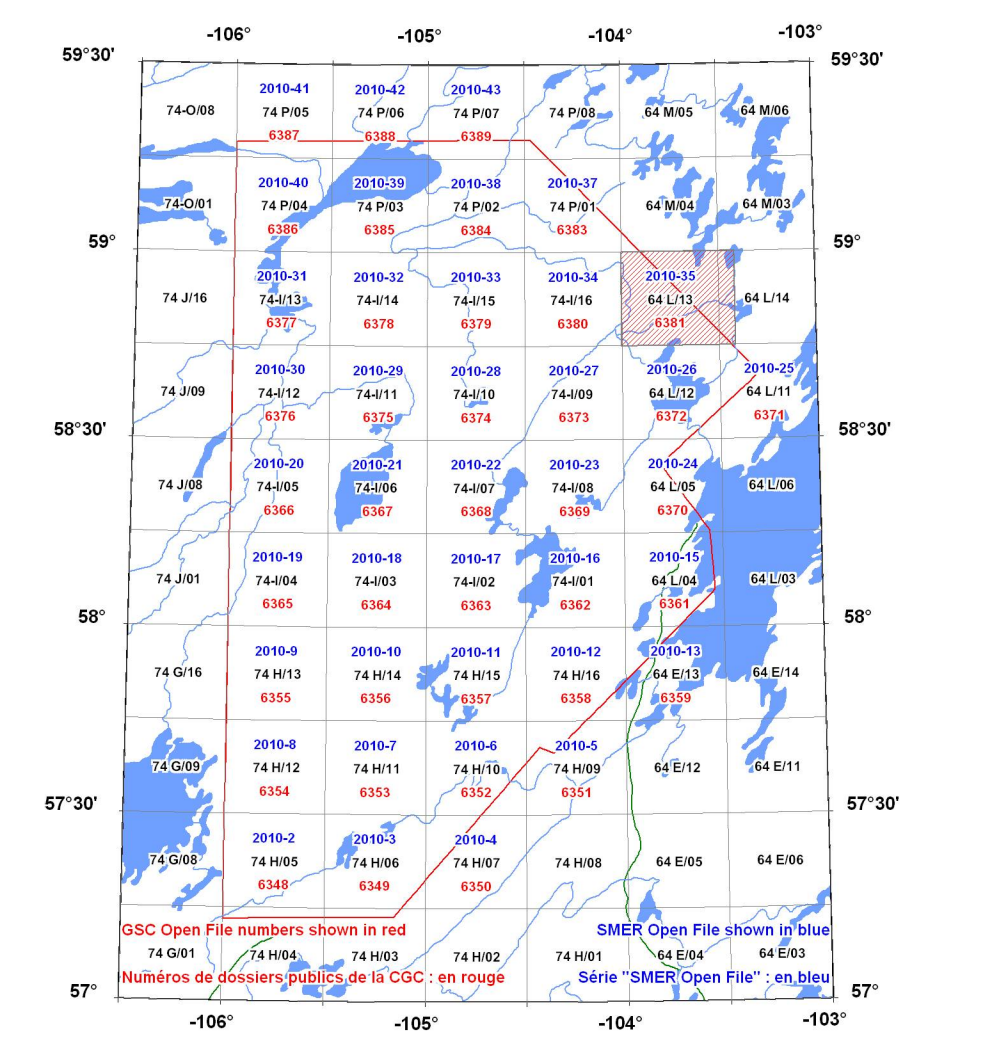 -106° -105° -104° -103°
59°30' 59°30'
2010-41 2010-42 2010-43
74-O/08 74 P/05 74 P/06 74 P/07 74 P/08 64 M/05 64 M/06
6387 6388 6389
2010-40 2010-39 2010-38 2010-37
74-O/01 74 P/04 74 P/03 74 P/02 74 P/01 64 M/04 64 M/03
6386 6385 6384 6383
59° 59°
2010-31 2010-32 2010-33 2010-34 2010-35
74 J/16 74-I/13 74-I/14 74-I/15 74-I/16 64 L/13 64 L/14
6377 6378 6379 6380 6381
2010-30 2010-29 2010-28 2010-27 2010-26 2010-25
74 J/09 74-I/12 74-I/11 74-I/10 74-I/09 64 L/12 64 L/11
6376 6375 6374 6373 6372 6371
58°30' 58°30'
2010-20 2010-21 2010-22 2010-23 2010-24
74 J/08 74-I/05 74-I/06 74-I/07 74-I/08 64 L/05 64 L/06
6366 6367 6368 6369 6370
2010-19 2010-18 2010-17 2010-16 2010-15
74 J/01 74-I/04 74-I/03 74-I/02 74-I/01 64 L/04 64 L/03
6365 6364 6363 6362 6361
58° 58°
2010-9 2010-10 2010-11 2010-12 2010-13
74 G/16 74 H/13 74 H/14 74 H/15 74 H/16 64 E/13 64 E/14
6355 6356 6357 6358 6359
2010-8 2010-7 2010-6 2010-5
74 G/09 74 H/12 74 H/11 74 H/10 74 H/09 64 E/12 64 E/11
6354 6353 6352 6351
57°30' 57°30'
2010-2 2010-3 2010-4
74 G/08 74 H/05 74 H/06 74 H/07 74 H/08 64 E/05 64 E/06
6348 6349 6350
GSC Open File numbers shown in red SMER Open File shown in blue
74 G/01 74 H/04 74 H/03 74 H/02 74 H/01 64 E/04 64 E/03
Numéros de dossiers publics de la CGC : en rouge Série "SMER Open File" : en bleu
57° 57°
-106° -105° -104° -103°